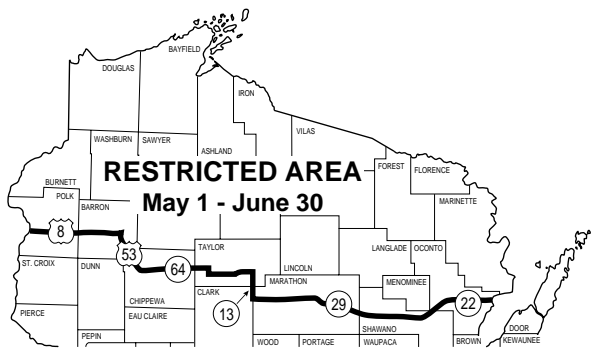 BAYFIELD
DOUGLAS
IRON
VILAS
WASHBURN SAWYER
ASHLAND
FOREST FLORENCE
RESTRICTED AREA
BURNETT
POLK
MARINETTE
BARRON
May 1 - June 30
8
53
TAYLOR
LANGLADE OCONTO
ST. CROIX
DUNN
64
LINCOLN
MARATHON
MENOMINEE
CLARK
CHIPPEWA
29
22
PIERCE
EAU CLAIRE
13
SHAWANO
DOOR
PEPIN
WOOD PORTAGE WAUPACA BROWN KEWAUNEE